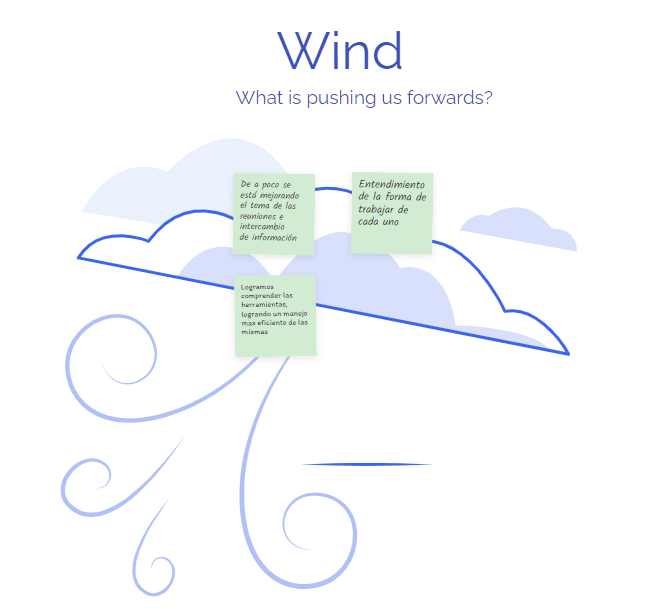 Wind
What is pushing us forwards?
De a poco se
está mejorando
el tema de las
reuniones e
intercambio
de información
Entendimiento
de la forma de
trabajar de
cada uno
Logramos
comprender las
herramientas,
logrando un manejo
max eficiente de las
mismas